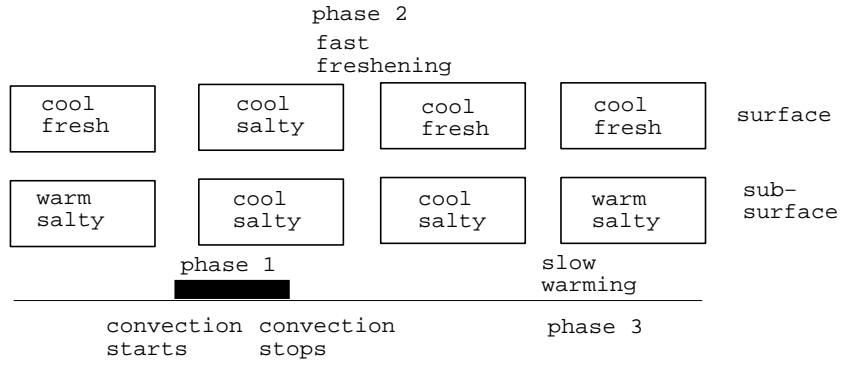 phase 2
fast
freshening
cool
fresh
cool
salty
cool
fresh
cool
fresh
surface
warm
salty
cool
salty
cool
salty
warm
salty
sub-
surface
phase 1
slow
warming
convection
starts
convection
stops
phase 3